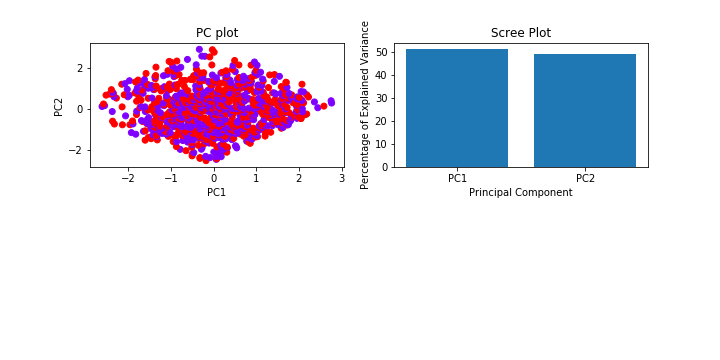 PC plot
PC2
2
0
−2
−2
−1
0
1
2
3
PC1
Scree Plot
Percentage of Explained Variance
50
40
30
20
10
0
PC1
PC2
Principal Component